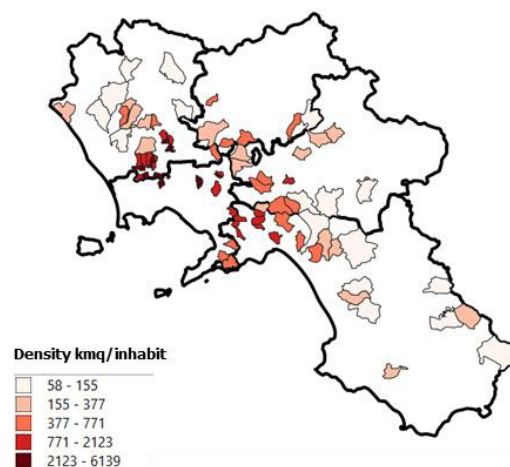 Density kmq/inhabit
58 - 155
155 - 377
377 - 771
771 - 2123
2123 - 6139